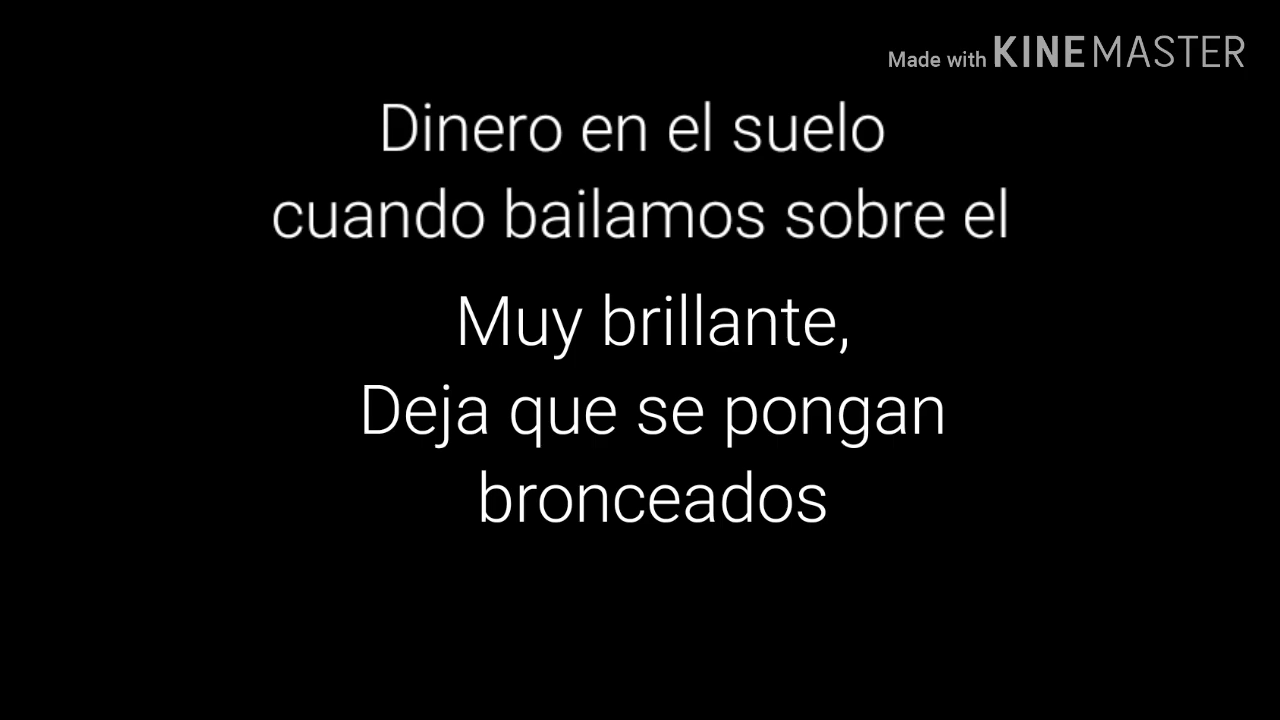 Made with KINEMASTER
Dinero en el suelo
cuando bailamos sobre el
Muy brillante,
Deja que se pongan
bronceados